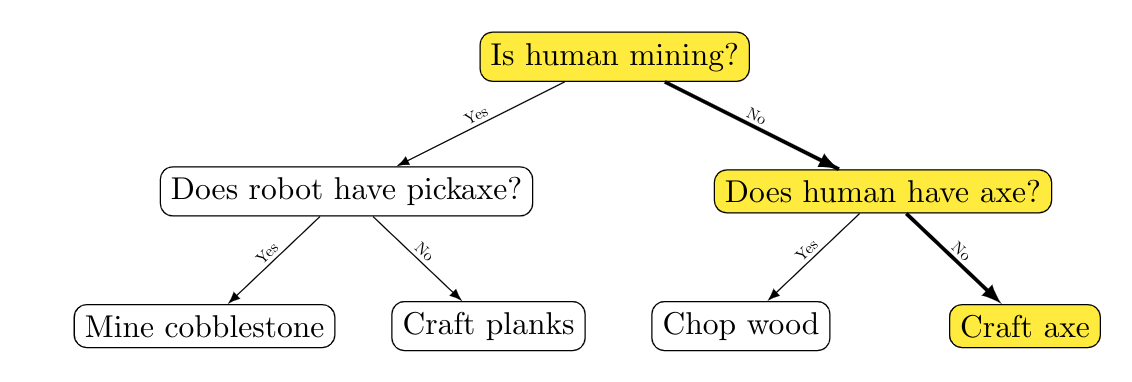 Is human mining?
Yes
No
Does robot have pickaxe?
Does human have axe?
Yes
No
Yes
No
Mine cobblestone
Craft planks
Chop wood
Craft axe